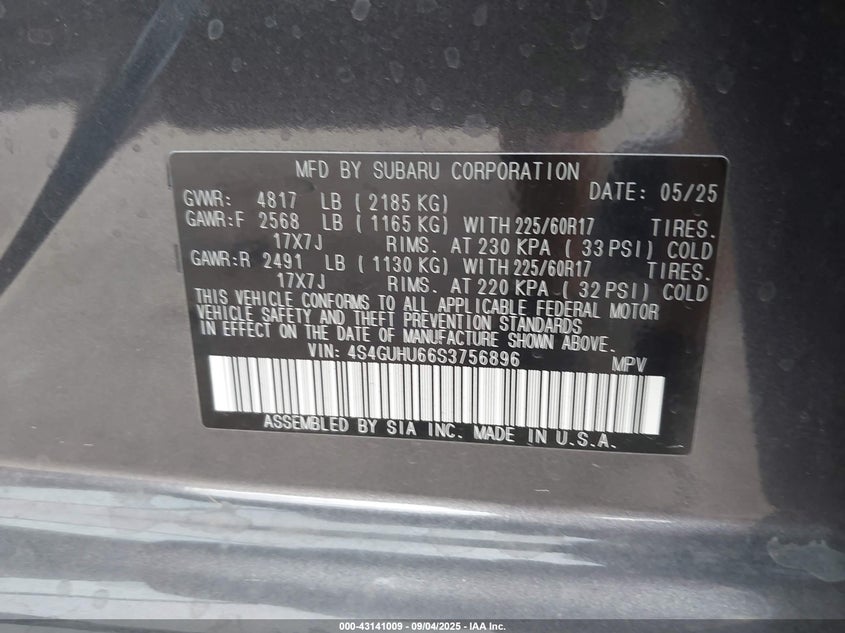 MFD BY SUBARU CORPORATION
DATE: 05/25
GVWR: 4817 LB (2185 KG)
GAWR:F 2568 LB (1165 KG) WITH 225/60R17 TIRES.
17X7J RIMS. AT 230 KPA (33 PSI) COLD
GAWR:R 2491 LB (1130 KG) WITH 225/60R17 TIRES.
17X7J RIMS. AT 220 KPA (32 PSI) COLD
THIS VEHICLE CONFORMS TO ALL APPLICABLE FEDERAL MOTOR
VEHICLE SAFETY AND THEFT PREVENTION STANDARDS
IN EFFECT ON THE DATE OF MANUFACTURE SHOWN ABOVE.
VIN: 4S4GUHU66S3756896 MPV
ASSEMBLED BY SIA INC. MADE IN U.S.A.
000-43141009 - 09/04/2025 - IAA Inc.